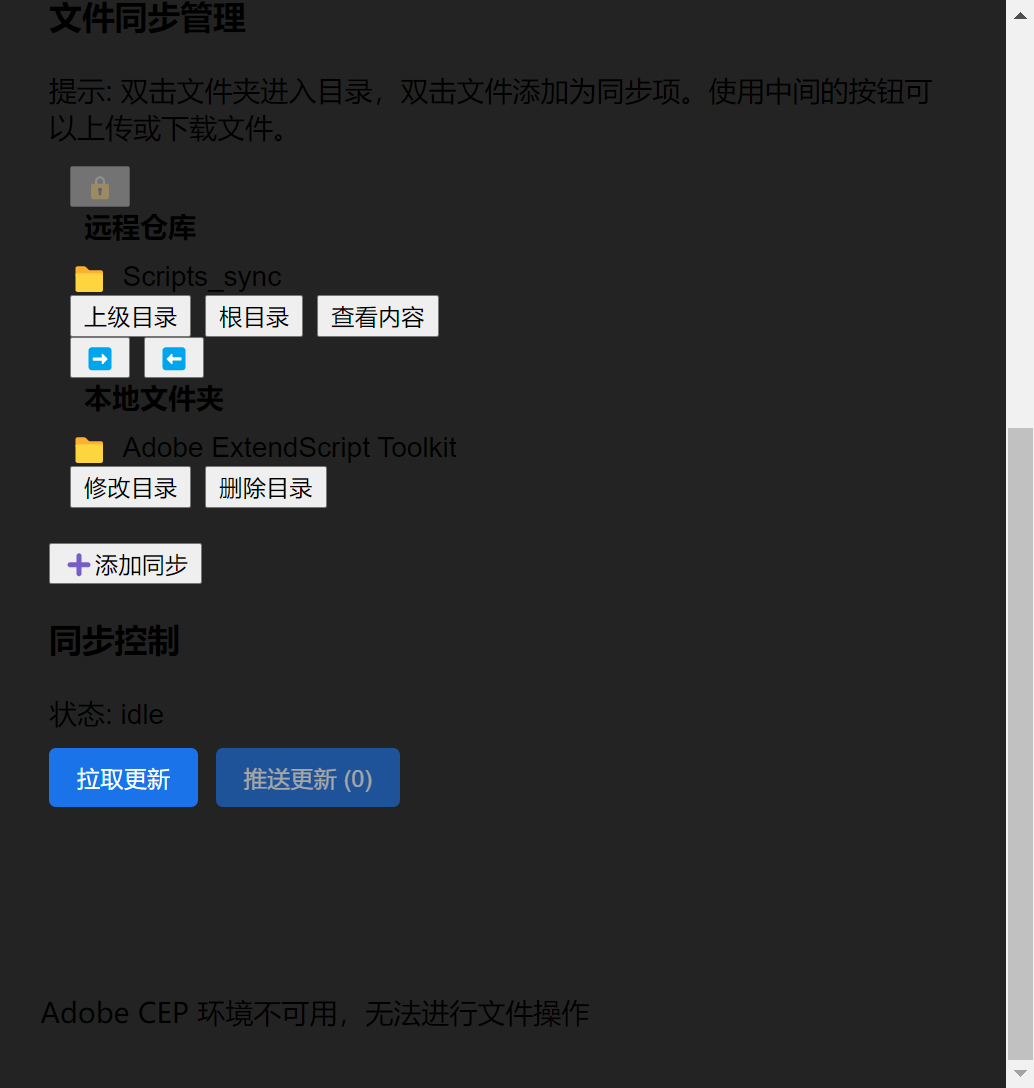 文件同步管理
提示: 双击文件夹进入目录，双击文件添加为同步项。使用中间的按钮可
以上传或下载文件。
远程仓库
Scripts_sync
上级目录 根目录 查看内容
本地文件夹
Adobe ExtendScript Toolkit
修改目录 删除目录
添加同步
同步控制
状态: idle
拉取更新 推送更新 (0)
Adobe CEP 环境不可用，无法进行文件操作